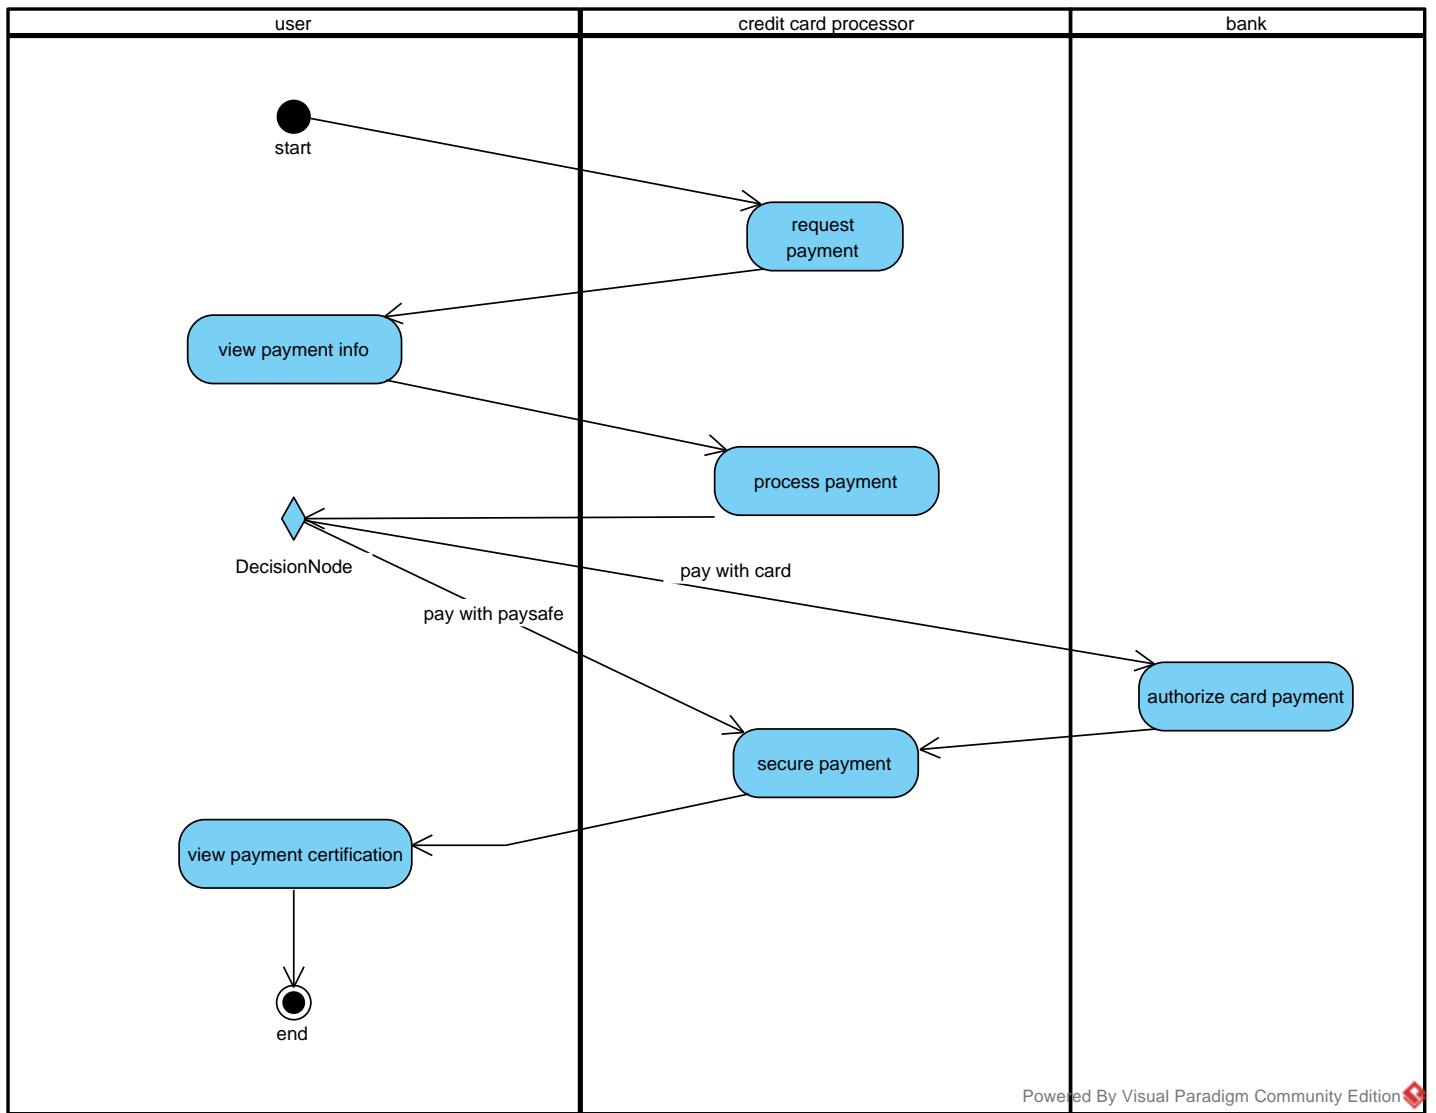 user
credit card processor
bank
start
request
payment
view payment info
process payment
DecisionNode
pay with card
pay with paysafe
authorize card payment
secure payment
view payment certification
end
Powered By Visual Paradigm Community Edition